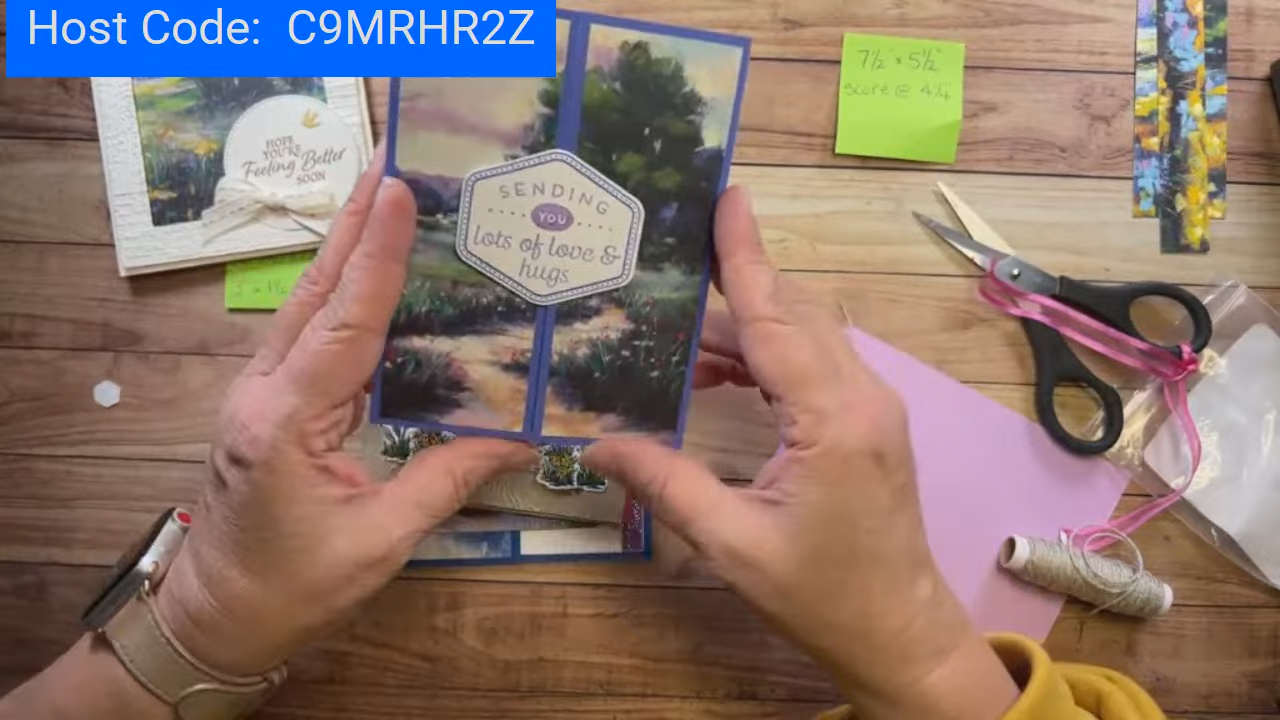 Host Code: C9MRHR2Z
HOPE
YOU'RE
Feeling Better
SOON
SENDING
YOU
lots of love &
hugs
7½" x 5½"
score @ 4¼